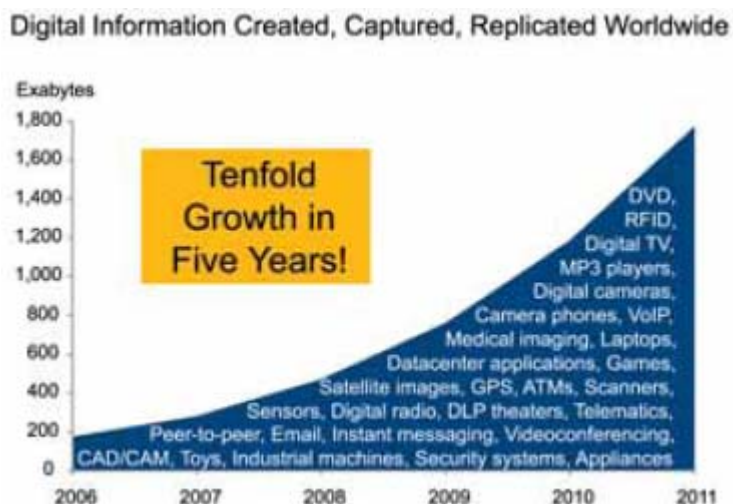 Digital Information Created, Captured, Replicated Worldwide
Exabytes
1,800
1,600
1,400
1,200
1,000
800
600
400
200
0
Tenfold
Growth in
Five Years!
DVD,
RFID,
Digital TV,
MP3 players,
Digital cameras,
Camera phones, VoIP,
Medical imaging, Laptops,
Datacenter applications, Games,
Satellite images, GPS, ATMs, Scanners,
Sensors, Digital radio, DLP theaters, Telematics,
Peer-to-peer, Email, Instant messaging, Videoconferencing,
CAD/CAM, Toys, Industrial machines, Security systems, Appliances
2006 2007 2008 2009 2010 2011